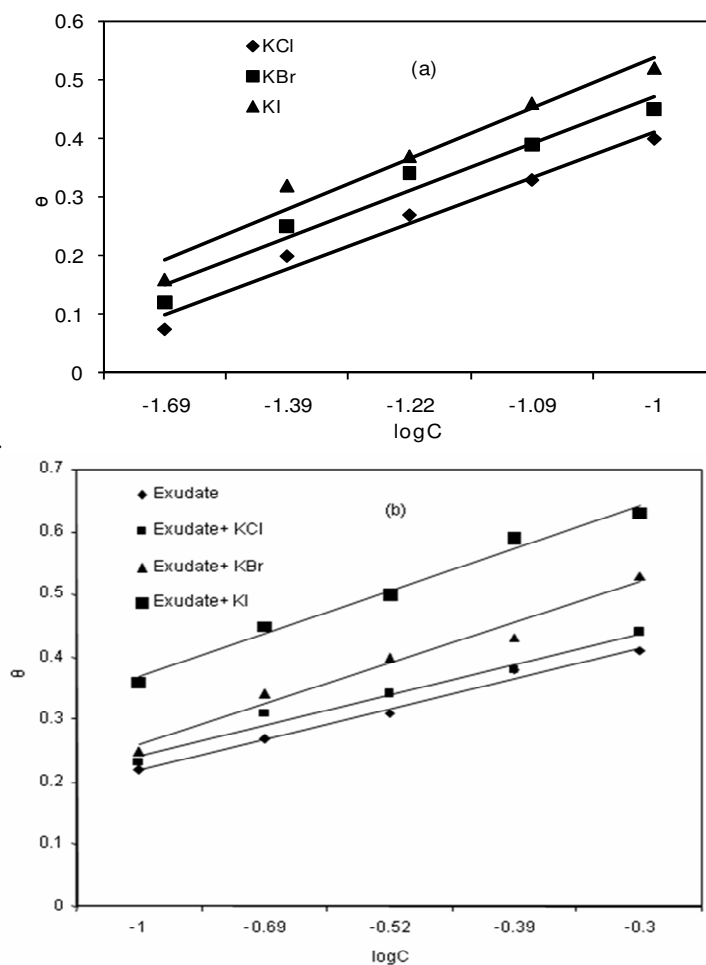 0.6
KCl
KBr
(a)
KI
0.5
0.4
0.3
0.2
0.1
0
ɵ
-1.69 -1.39 -1.22 -1.09 -1
logC
0.7
Exudate
(b)
Exudate+ KCl
0.6
Exudate+ KBr
Exudate+ KI
0.5
0.4
θ
0.3
0.2
0.1
0
-1 -0.69 -0.52 -0.39 -0.3
logC